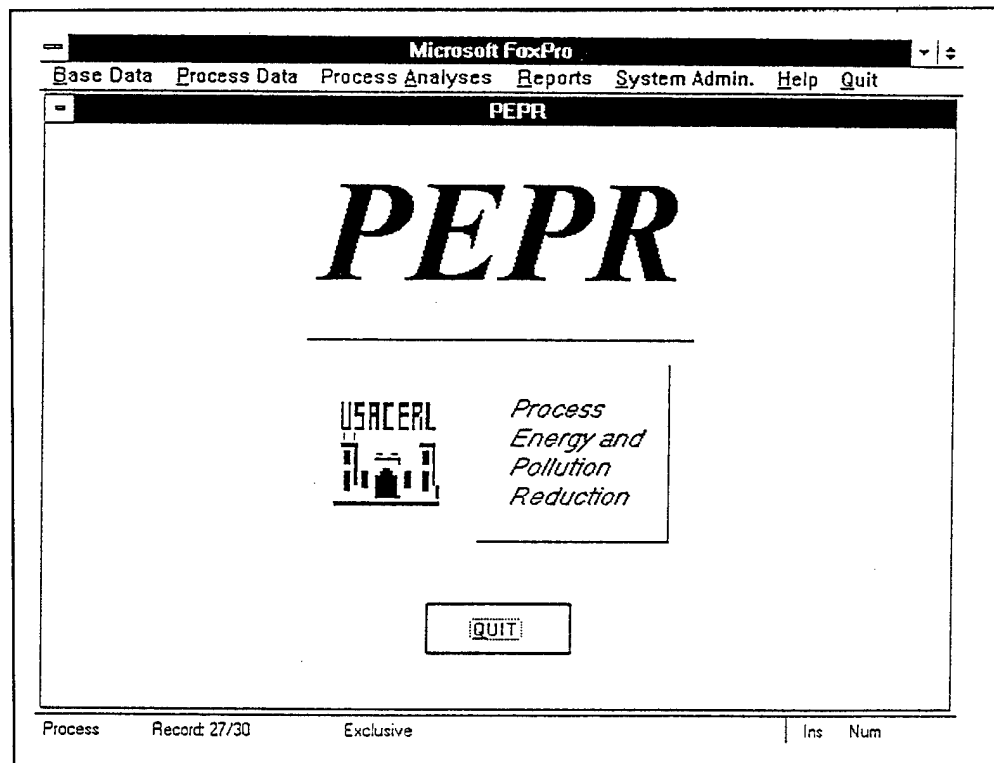 Microsoft FoxPro
Base Data Process Data Process Analyses Reports System Admin. Help Quit
PEPR
PEPR
USACERL
Process
Energy and
Pollution
Reduction
QUIT
Process Record: 27/30 Exclusive Ins Num